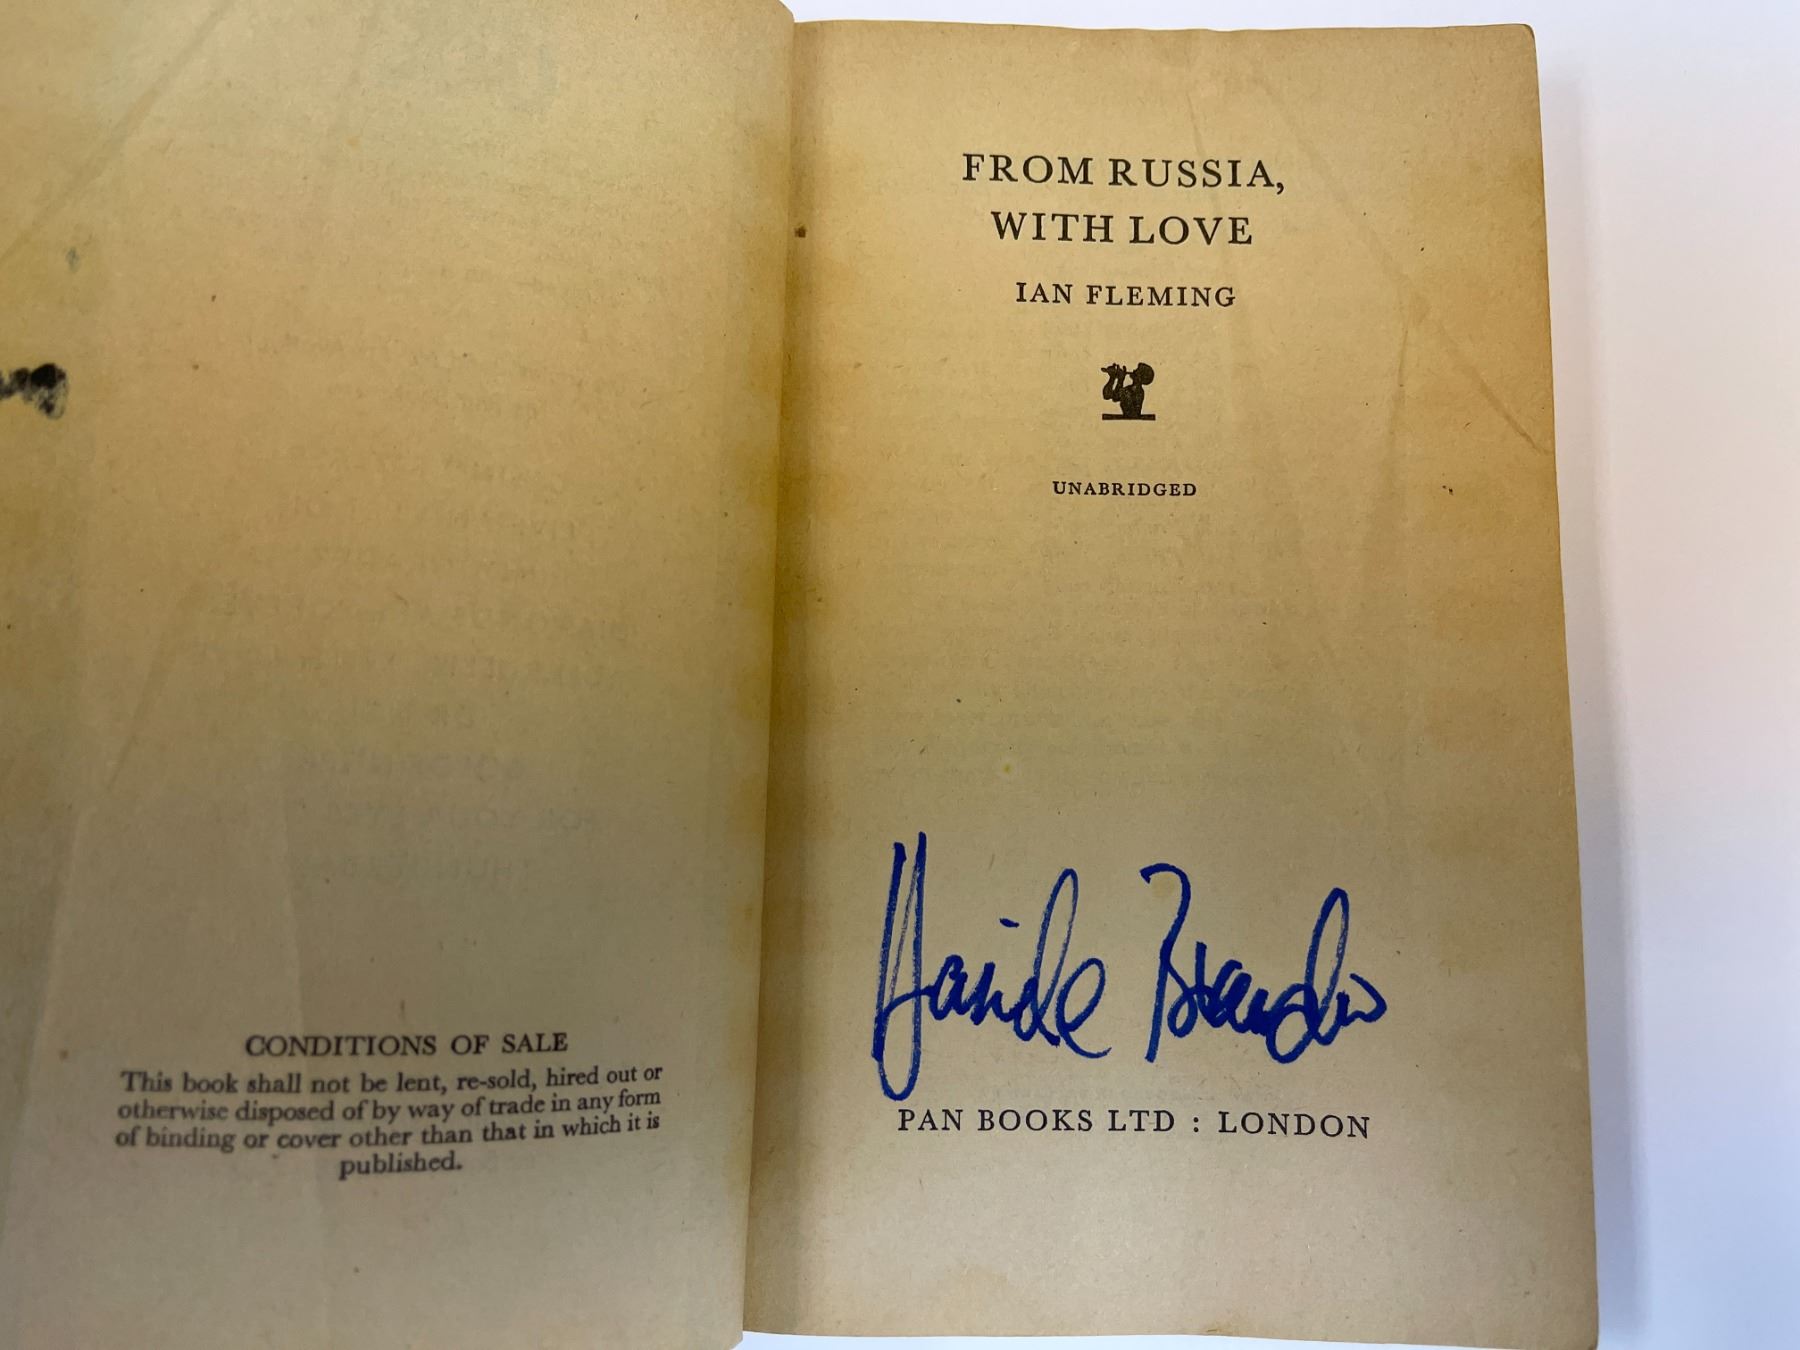 CONDITIONS OF SALE
This book shall not be lent, re-sold, hired out or
otherwise disposed of by way of trade in any form
of binding or cover other than that in which it is
published.
FROM RUSSIA,
WITH LOVE
IAN FLEMING
UNABRIDGED
PAN BOOKS LTD : LONDON